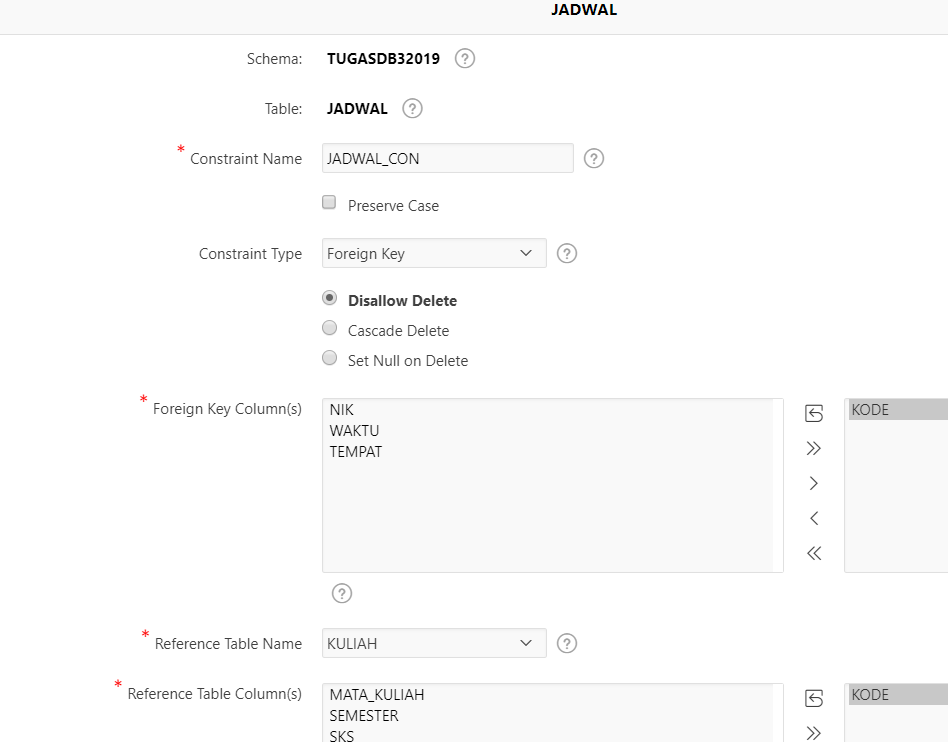 JADWAL
Schema: TUGASDB32019 ?
Table: JADWAL ?
* Constraint Name JADWAL_CON ?
Preserve Case
Constraint Type Foreign Key ?
Disallow Delete
Cascade Delete
Set Null on Delete
* Foreign Key Column(s) NIK KODE
WAKTU
TEMPAT
?
* Reference Table Name KULIAH ?
* Reference Table Column(s) MATA_KULIAH KODE
SEMESTER
SKS